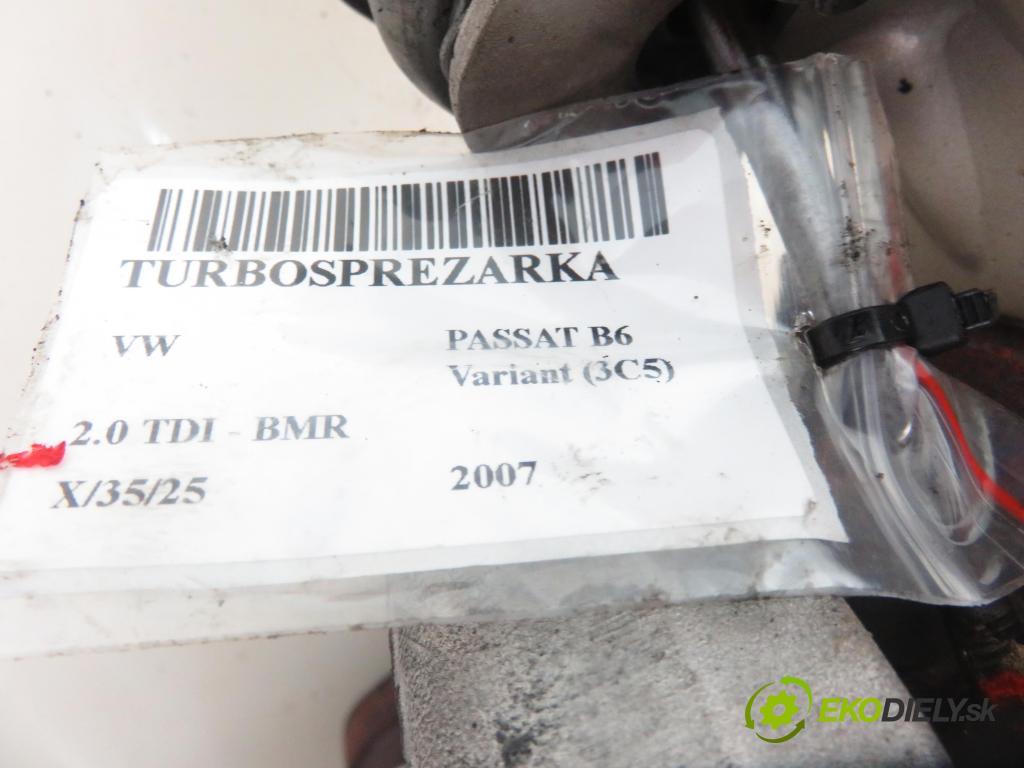 TURBOSPREZARKA
VW
PASSAT B6
Variant (3C5)
2.0 TDI - BMR
X/35/25
2007
EKODIELY.sk